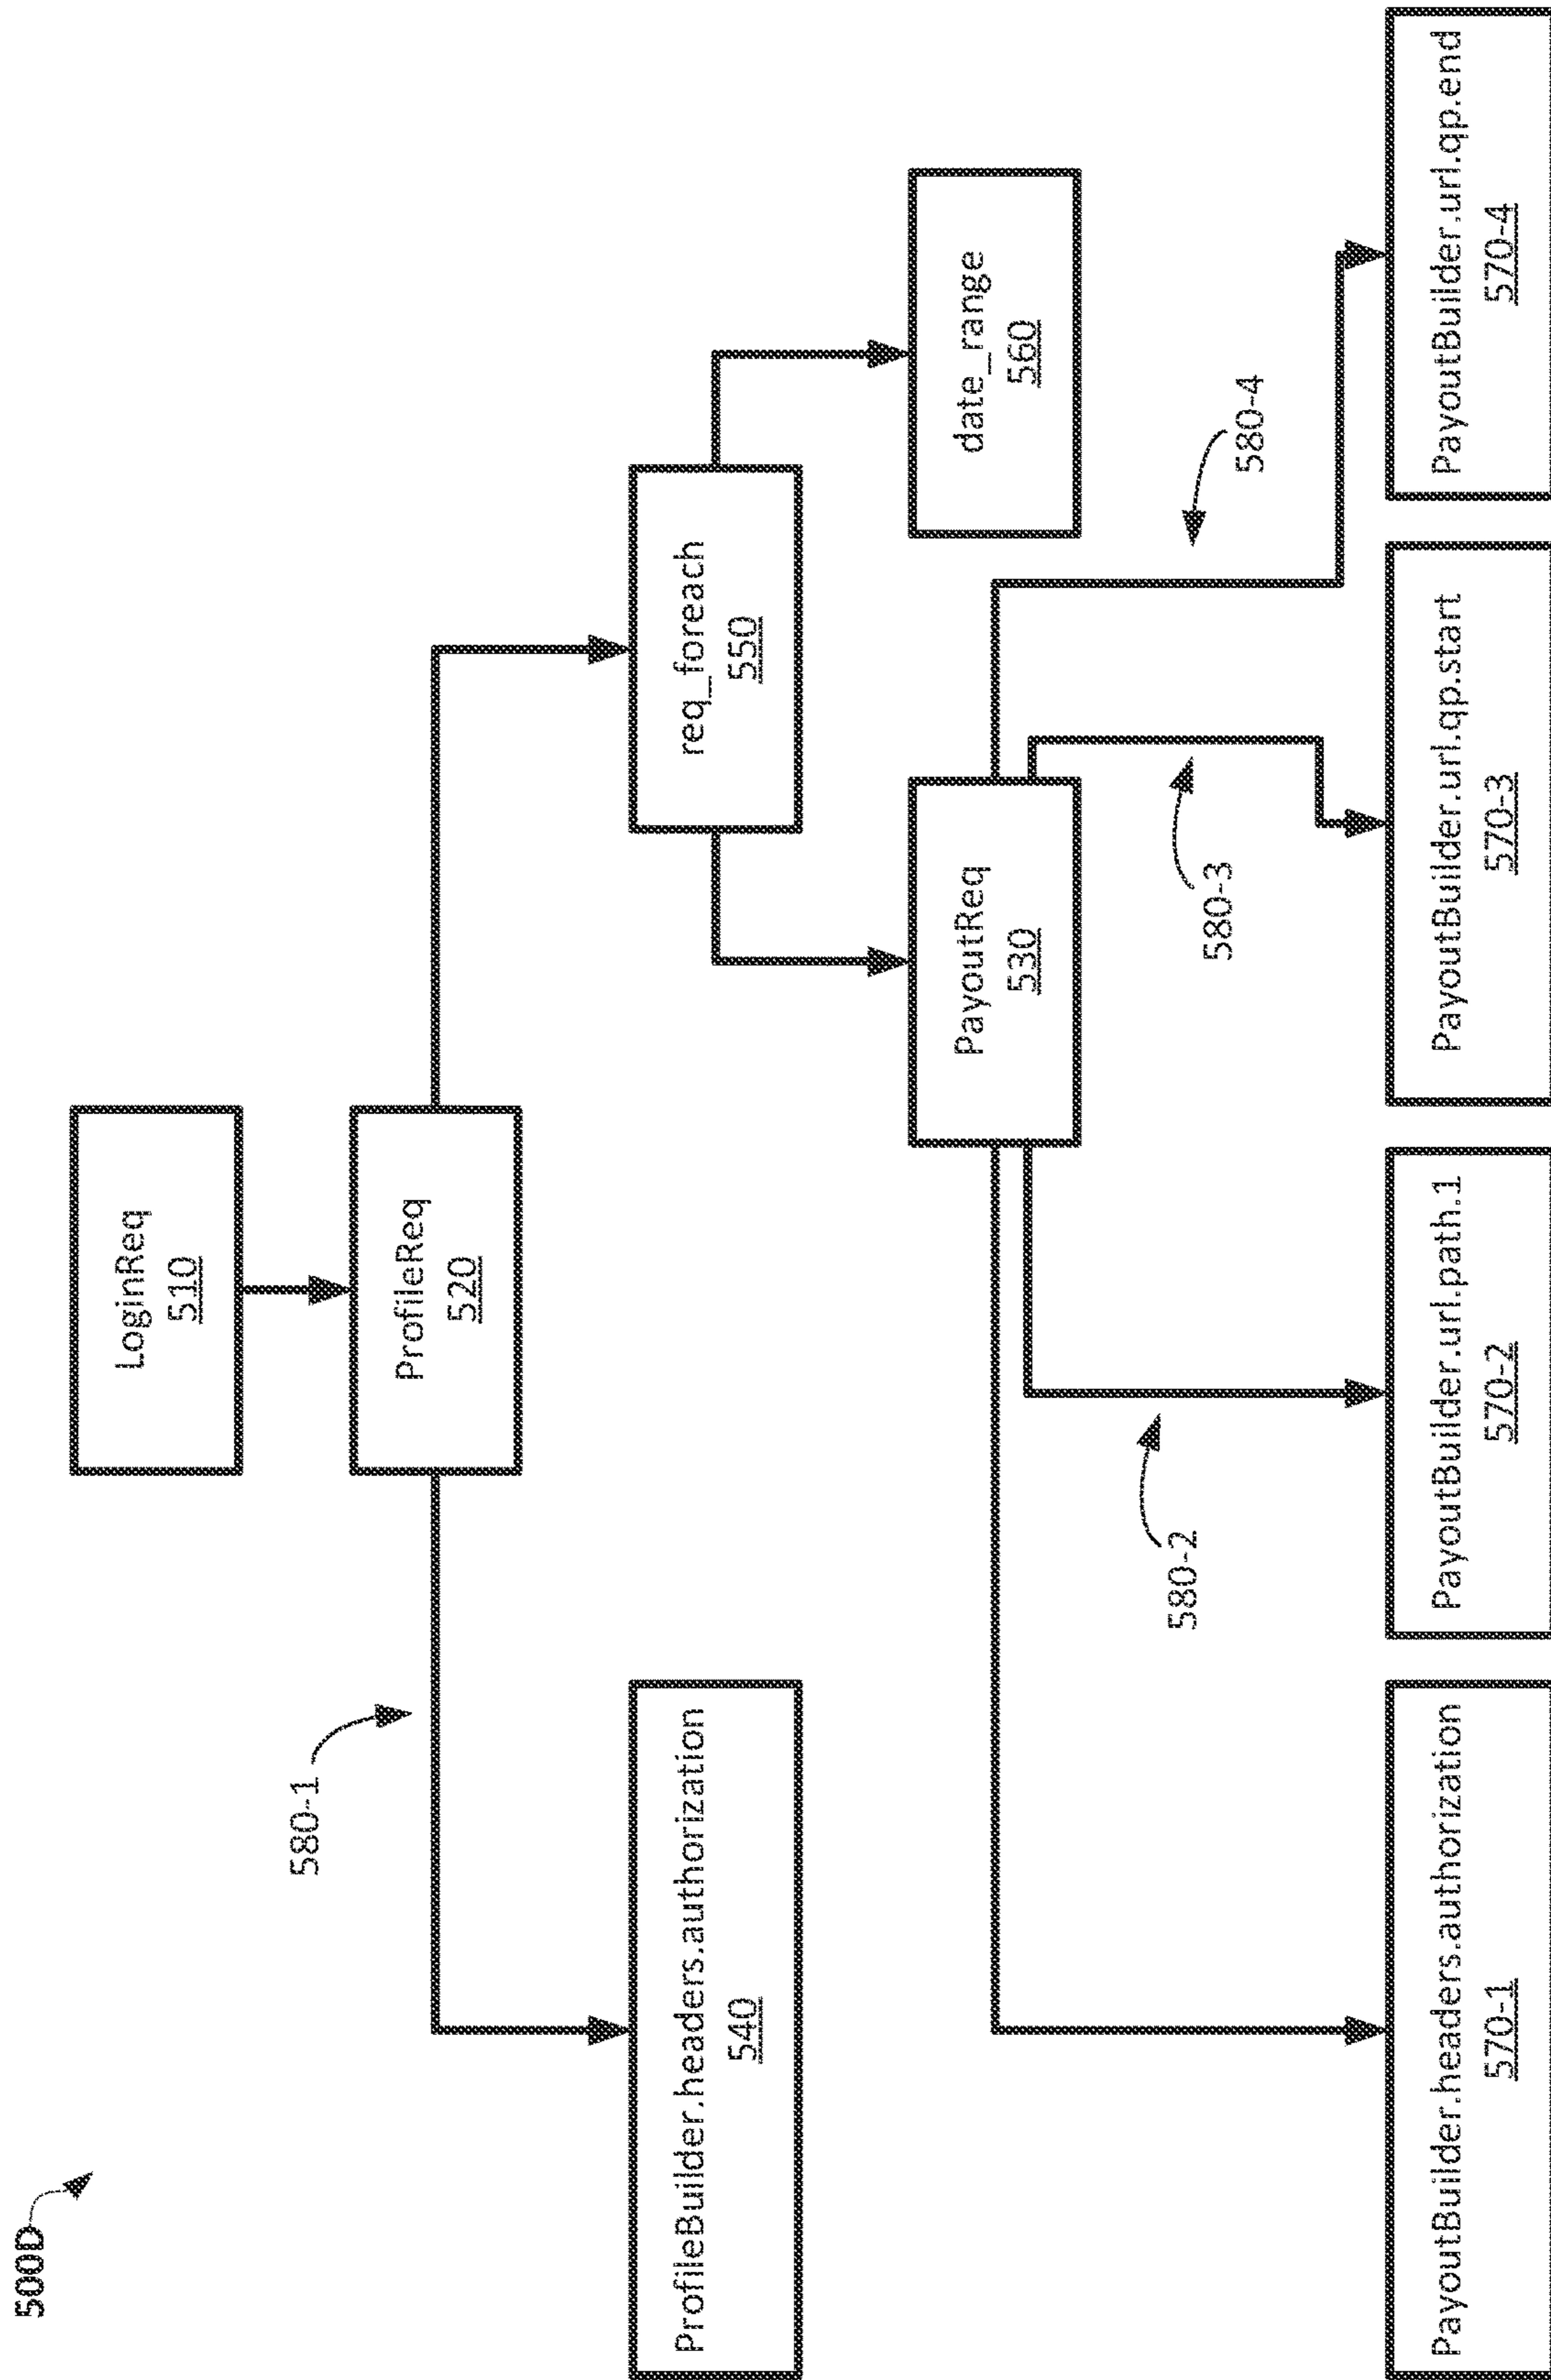 500D
LoginReq
510
580-1
ProfileReq
520
ProfileBuilder.headers.authorization
540
req_foreach
550
PayoutReq
530
date_range
560
580-2
580-3
580-4
PayoutBuilder.headers.authorization
570-1
PayoutBuilder.url.path.1
570-2
PayoutBuilder.url.qp.start
570-3
PayoutBuilder.url.qp.end
570-4